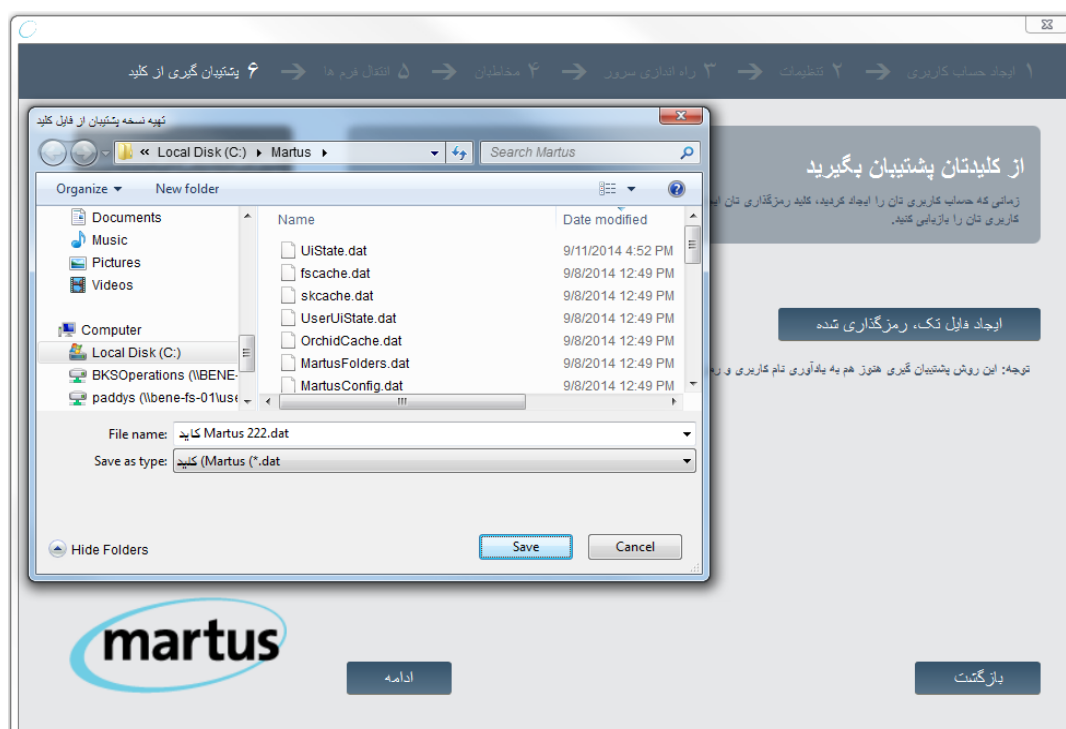 ۱ ایجاد حساب کاربری → ۲ تنظیمات → ۳ راه اندازی سرور → ۴ مخاطبان → ۵ انتقال فرم ها → ۶ پشتیبان گیری از کلید
تهیه نسخه پشتیبان از فایل کلید
« Local Disk (C:) ▸ Martus ▸
Search Martus
Organize
New folder
Documents
Music
Pictures
Videos
Computer
Local Disk (C:)
BKSOperations (\\BENE-
paddys (\\bene-fs-01\use
Name Date modified
UiState.dat 9/11/2014 4:52 PM
fscache.dat 9/8/2014 12:49 PM
skcache.dat 9/8/2014 12:49 PM
UserUiState.dat 9/8/2014 12:49 PM
OrchidCache.dat 9/8/2014 12:49 PM
MartusFolders.dat 9/8/2014 12:49 PM
MartusConfig.dat 9/8/2014 12:49 PM
File name: کلید Martus 222.dat
Save as type: کلید (Martus (*.dat
Hide Folders
Save
Cancel
از کلیدتان پشتیبان بگیرید
زمانی که حساب کاربری تان را ایجاد کردید، کلید رمزگذاری تان
کاربری تان را بازیابی کنید.
ایجاد فایل تک، رمزگذاری شده
توجه: این روش پشتیبان گیری هنوز هم به یادآوری نام کاربری و
martus
ادامه
بازگشت